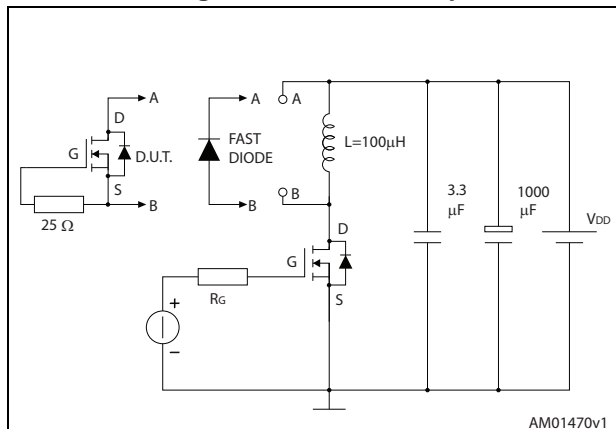 A
D
G
D.U.T.
S
B
25 Ω
A
FAST
DIODE
B
A
L=100μH
B
D
G
S
RG
+
–
3.3
μF
1000
μF
VDD
AM01470v1